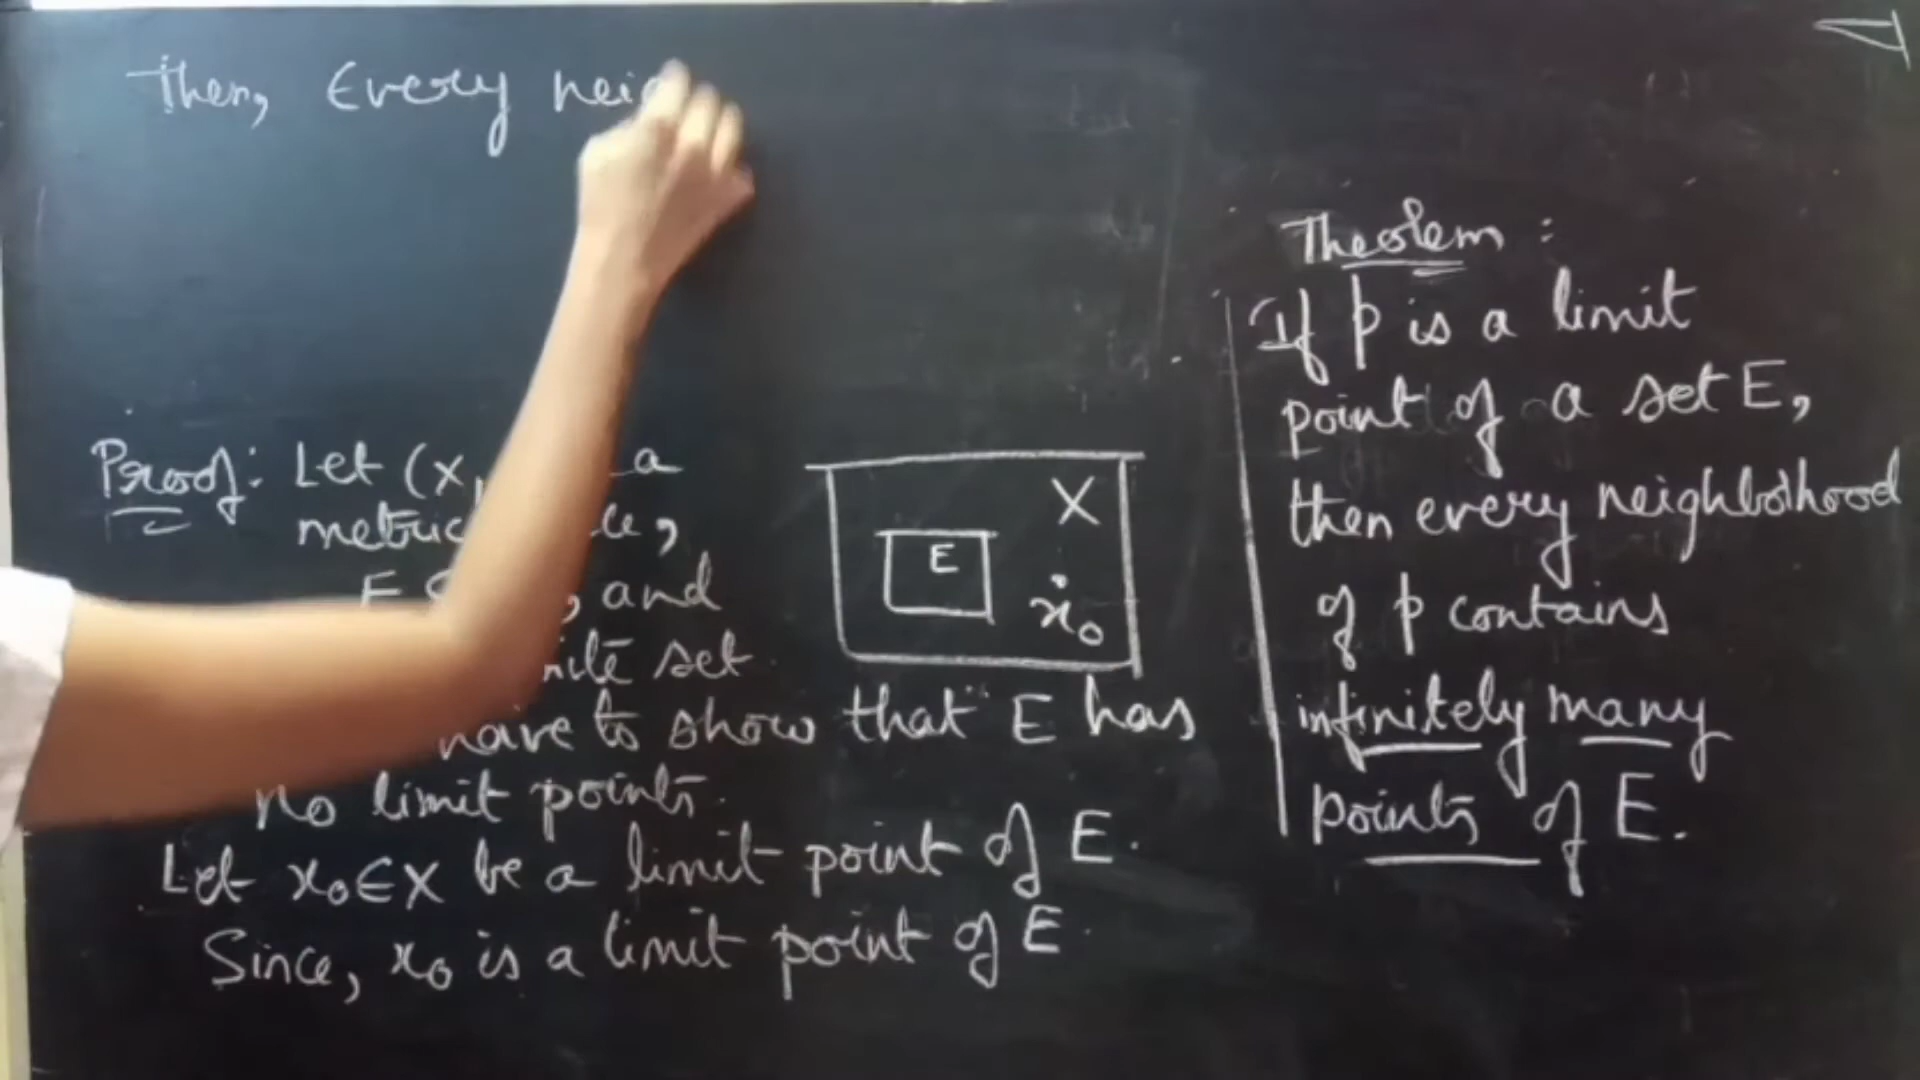 Then, Every nei
Proof: Let (X, a
metric
E , and
set
have to show that E has
no limit points.
Let x₀∈X be a limit point of E.
Since, x₀ is a limit point of E.
X
E
x₀
Theorem :
If p is a limit
point of a set E,
then every neighborhood
of p contains
infinitely many
points of E.